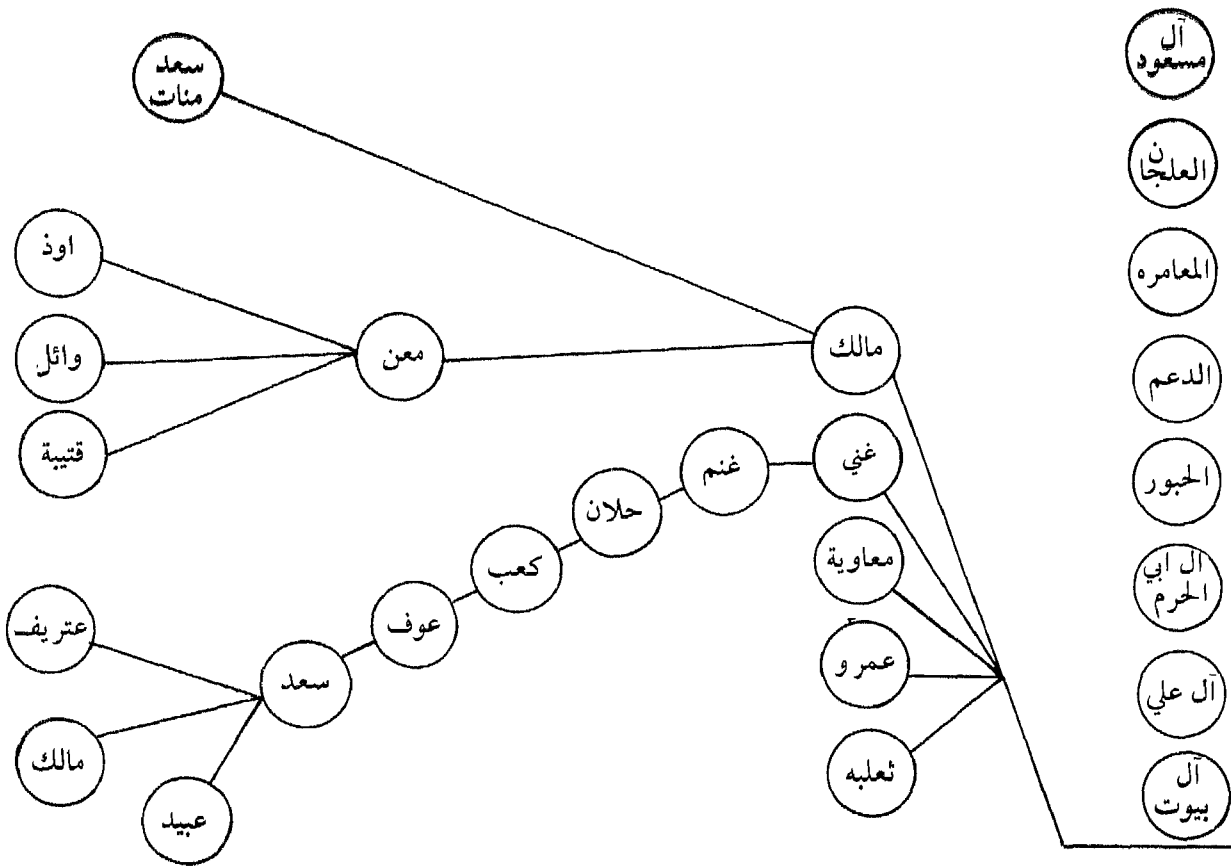 آل
مسعود
العلجان
المعامره
الدعم
الحبور
آل ابي
الحرم
آل علي
آل
بيوت
مالك
غني
معاوية
عمرو
ثعلبه
غنم
حلان
كعب
عوف
سعد
معن
سعد
منات
اوذ
وائل
قتيبة
عتريف
مالك
عبيد